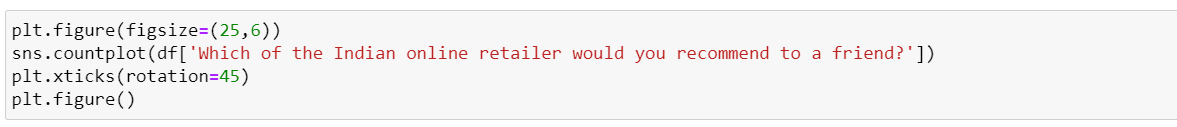 plt.figure(figsize=(25,6))
sns.countplot(df['Which of the Indian online retailer would you recommend to a friend?'])
plt.xticks(rotation=45)
plt.figure()